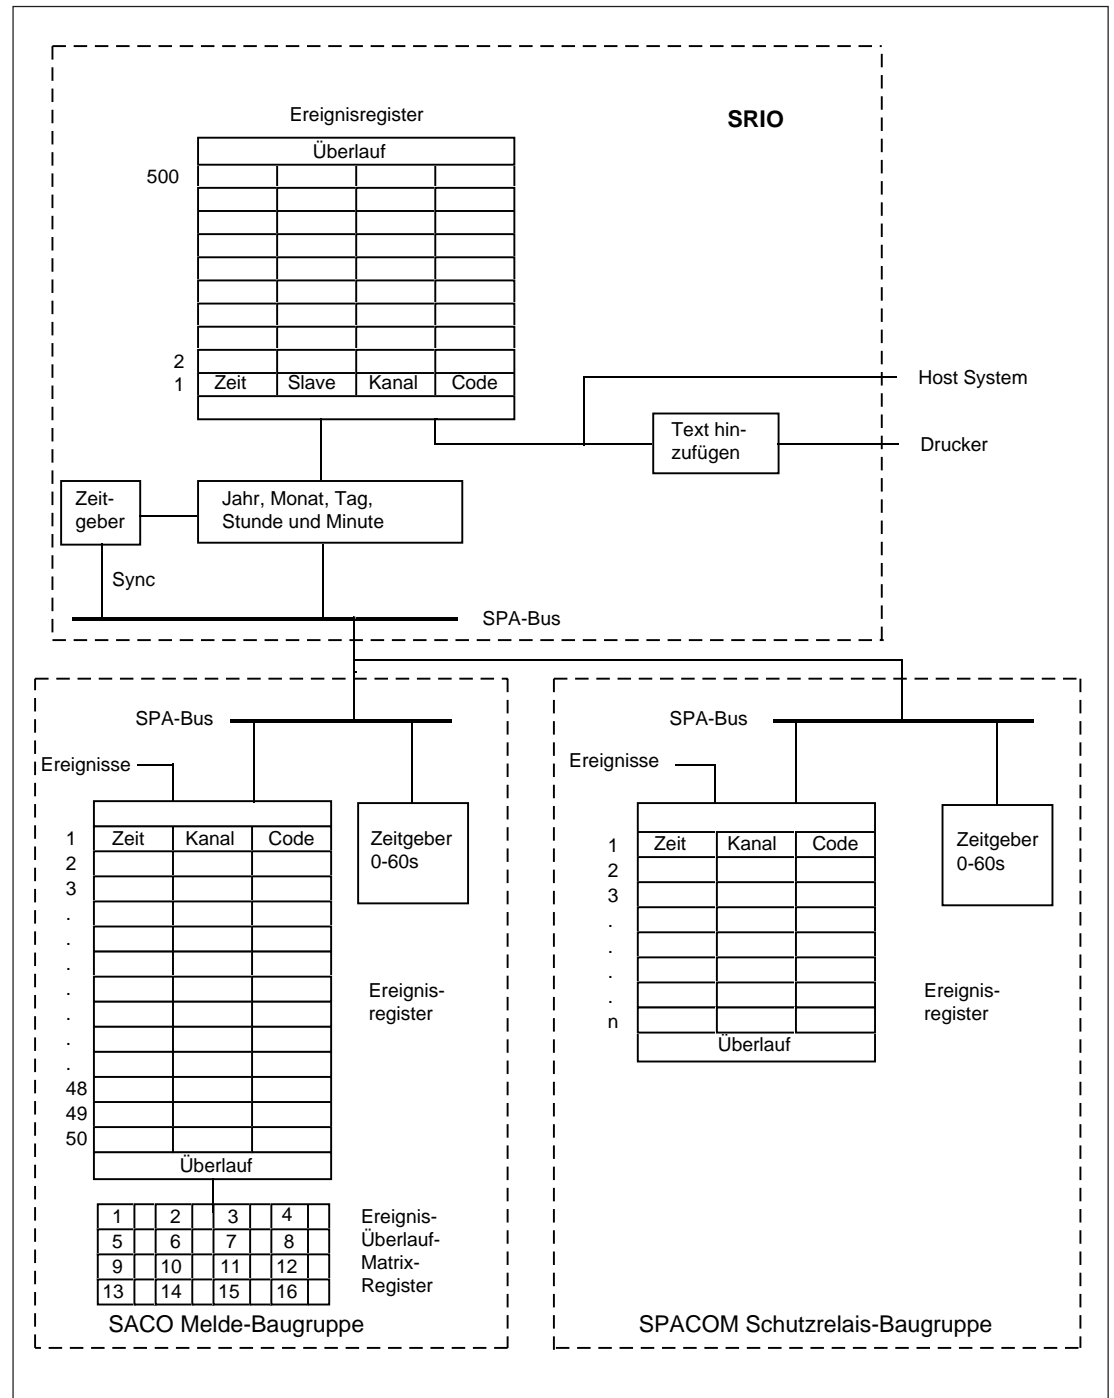 Ereignisregister
SRIO
Überlauf
500
2
1 Zeit Slave Kanal Code
Host System
Text hin-
zufügen
Drucker
Zeit-
geber
Jahr, Monat, Tag,
Stunde und Minute
Sync
SPA-Bus
SPA-Bus
Ereignisse
1 Zeit Kanal Code
2
3
.
.
.
.
.
.
.
48
49
50
Überlauf
Zeitgeber
0-60s
Ereignis-
register
1 2 3 4
5 6 7 8
9 10 11 12
13 14 15 16
Ereignis-
Überlauf-
Matrix-
Register
SACO Melde-Baugruppe
SPA-Bus
Ereignisse
1 Zeit Kanal Code
2
3
.
.
.
.
n
Überlauf
Zeitgeber
0-60s
Ereignis-
register
SPACOM Schutzrelais-Baugruppe